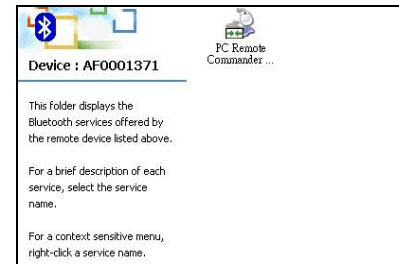 Device : AF0001371
This folder displays the
Bluetooth services offered by
the remote device listed above.
For a brief description of each
service, select the service
name.
For a context sensitive menu,
right-click a service name.
PC Remote
Commander ...